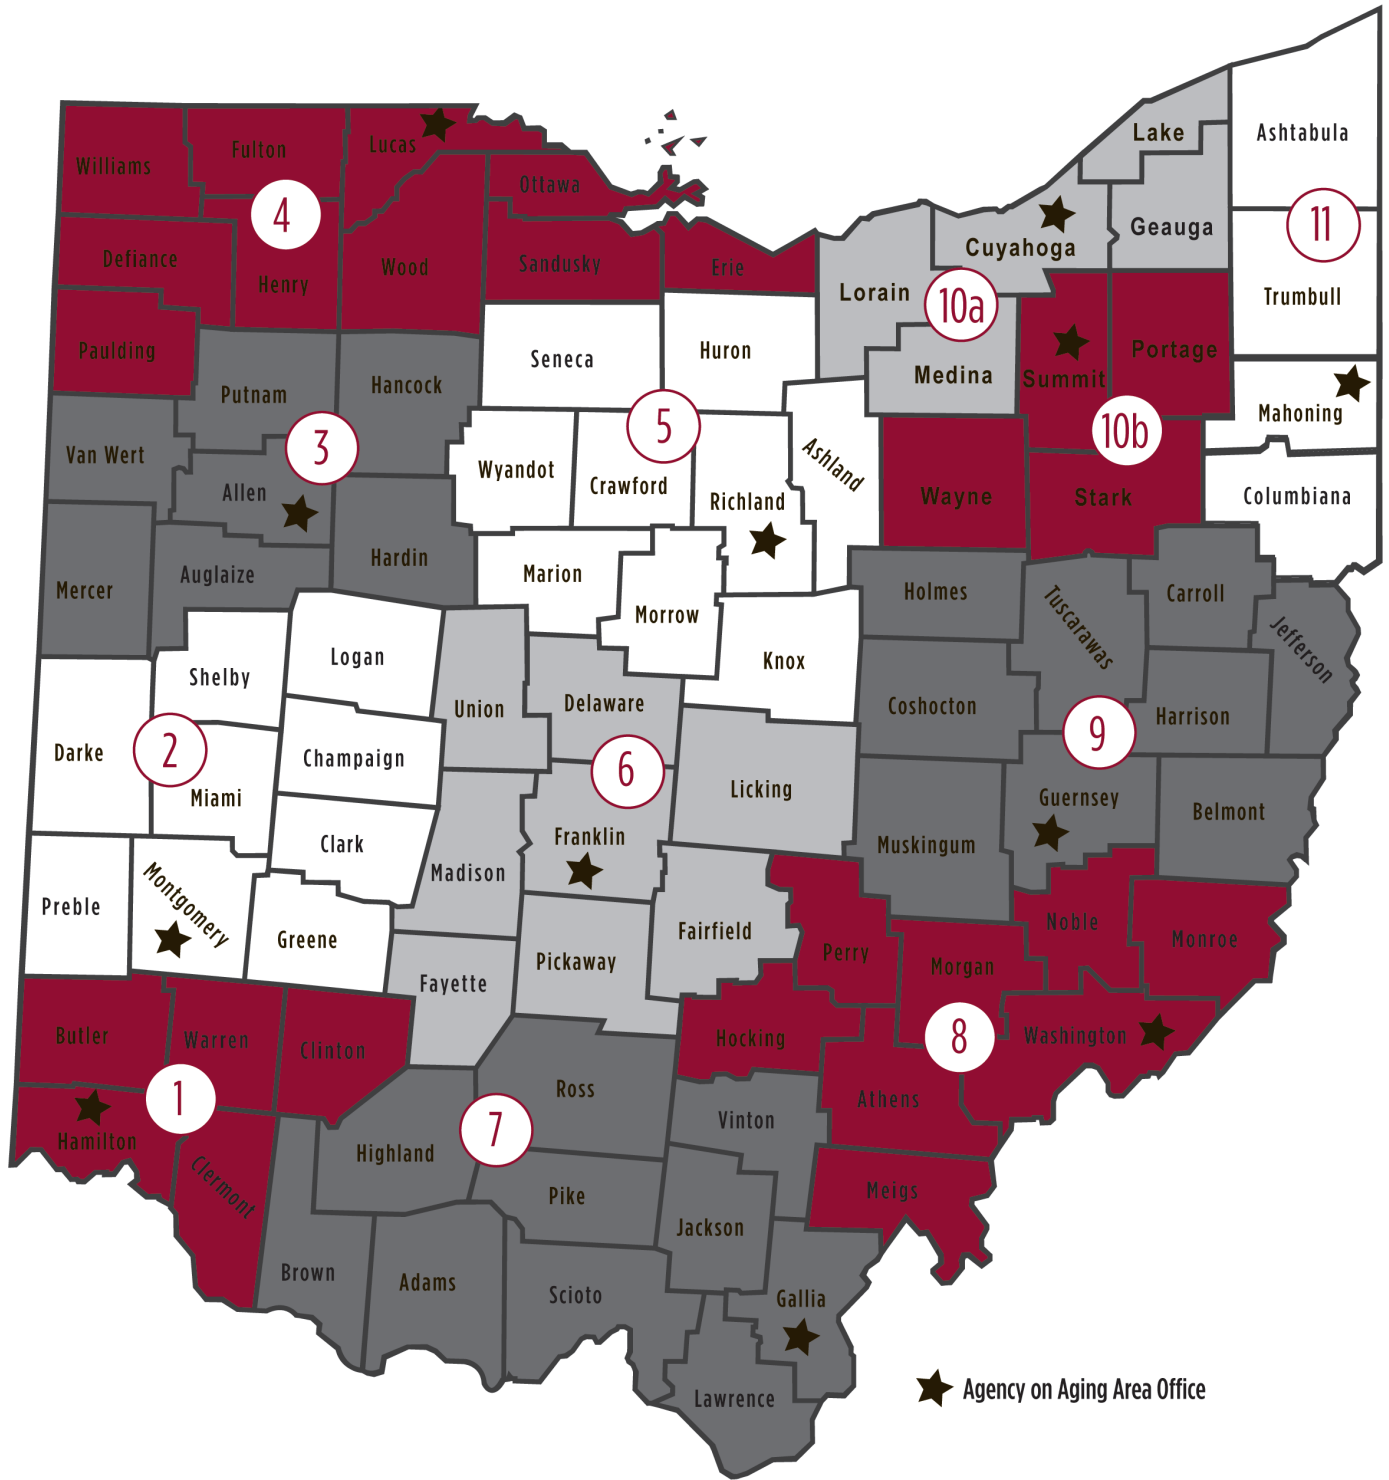 Lake
Ashtabula
Fulton
Lucas
Williams
Ottawa
4
Geauga
11
Cuyahoga
Defiance
Henry
Wood
Sandusky
Erie
Lorain
10a
Trumbull
Paulding
Seneca
Huron
Medina
Summit
Portage
Putnam
Hancock
Mahoning
3
5
10b
Van Wert
Wyandot
Crawford
Ashland
Allen
Richland
Wayne
Stark
Columbiana
Hardin
Auglaize
Marion
Mercer
Holmes
Carroll
Morrow
Tuscarawas
Jefferson
Logan
Knox
Shelby
Union
Delaware
Coshocton
Harrison
9
Darke
2
Champaign
6
Miami
Licking
Guernsey
Belmont
Clark
Franklin
Muskingum
Madison
Preble
Montgomery
Greene
Fairfield
Noble
Monroe
Perry
Pickaway
Fayette
Morgan
Butler
Warren
Clinton
Hocking
8
Washington
Ross
1
Athens
Vinton
Hamilton
7
Highland
Clermont
Pike
Meigs
Jackson
Brown
Adams
Scioto
Gallia
Lawrence
Agency on Aging Area Office